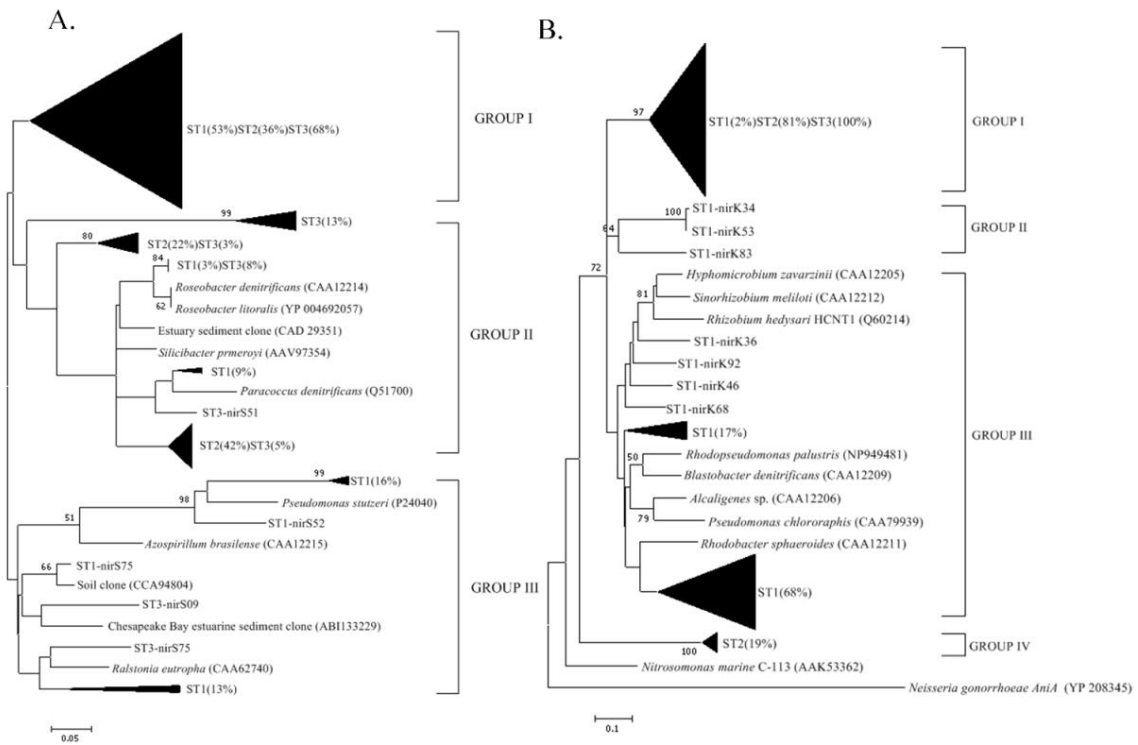 A.
ST1(53%)ST2(36%)ST3(68%)
GROUP I
99
ST3(13%)
80
ST2(22%)ST3(3%)
84
ST1(3%)ST3(8%)
Roseobacter denitrificans (CAA12214)
62
Roseobacter litoralis (YP 004692057)
Estuary sediment clone (CAD 29351)
GROUP II
Silicibacter prmeroyi (AAV97354)
ST1(9%)
Paracoccus denitrificans (Q51700)
ST3-nirS51
ST2(42%)ST3(5%)
99
ST1(16%)
98
Pseudomonas stutzeri (P24040)
51
ST1-nirS52
Azospirillum brasilense (CAA12215)
66
ST1-nirS75
Soil clone (CCA94804)
GROUP III
ST3-nirS09
Chesapeake Bay estuarine sediment clone (ABI133229)
ST3-nirS75
Ralstonia eutropha (CAA62740)
ST1(13%)
0.05
B.
97
ST1(2%)ST2(81%)ST3(100%)
GROUP I
100
ST1-nirK34
ST1-nirK53
GROUP II
64
ST1-nirK83
72
Hyphomicrobium zavarzinii (CAA12205)
81
Sinorhizobium meliloti (CAA12212)
Rhizobium hedysari HCNT1 (Q60214)
ST1-nirK36
ST1-nirK92
ST1-nirK46
ST1-nirK68
ST1(17%)
GROUP III
50
Rhodopseudomonas palustris (NP949481)
Blastobacter denitrificans (CAA12209)
Alcaligenes sp. (CAA12206)
79
Pseudomonas chlororaphis (CAA79939)
Rhodobacter sphaeroides (CAA12211)
ST1(68%)
100
ST2(19%)
GROUP IV
Nitrosomonas marine C-113 (AAK53362)
Neisseria gonorrhoeae AniA (YP 208345)
0.1